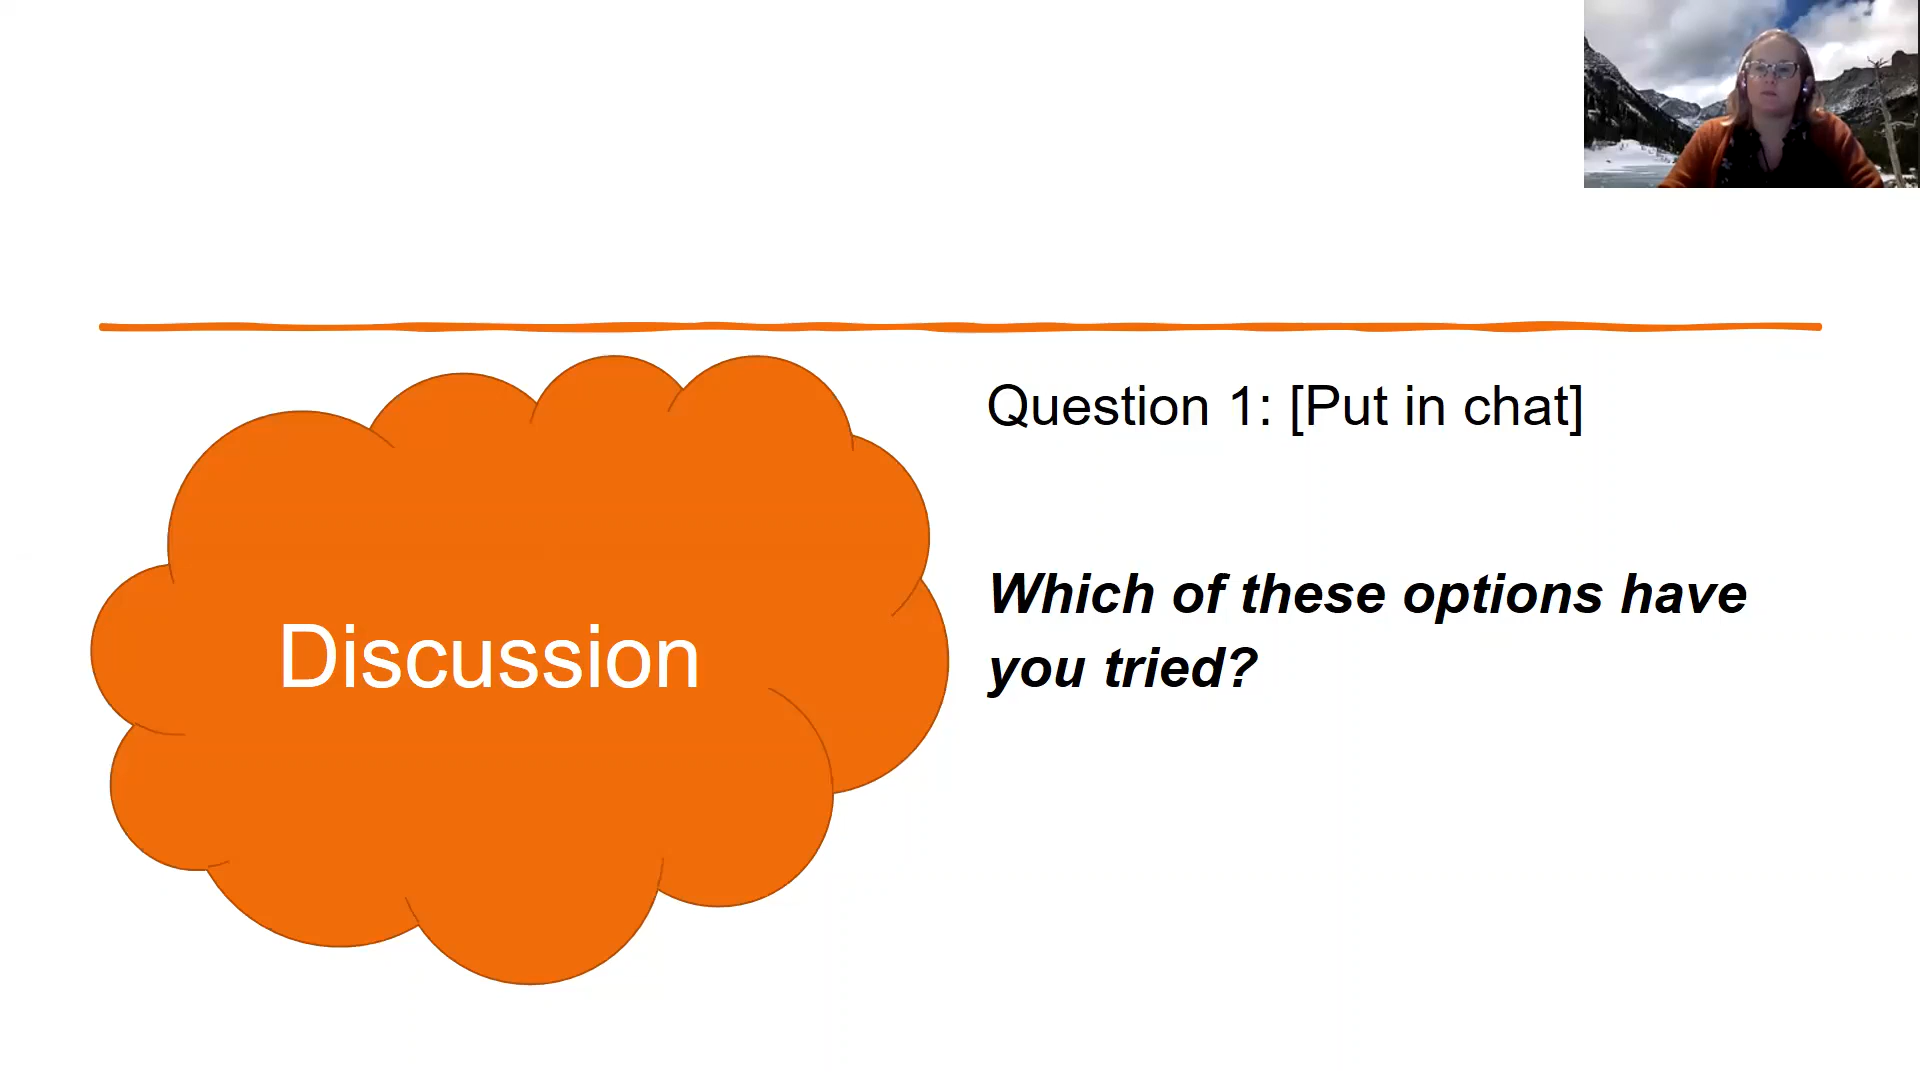 Discussion
Question 1: [Put in chat]
Which of these options have
you tried?